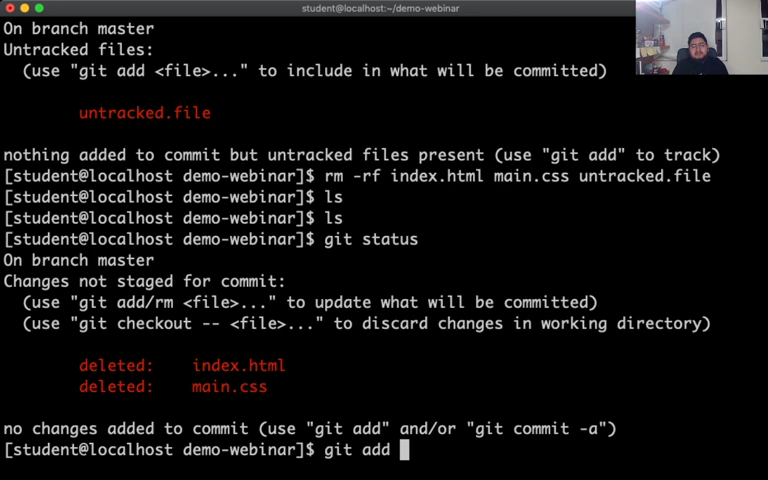 student@localhost:~/demo-webinar
On branch master
Untracked files:
(use "git add <file>..." to include in what will be committed)
untracked.file
nothing added to commit but untracked files present (use "git add" to track)
[student@localhost demo-webinar]$ rm -rf index.html main.css untracked.file
[student@localhost demo-webinar]$ ls
[student@localhost demo-webinar]$ ls
[student@localhost demo-webinar]$ git status
On branch master
Changes not staged for commit:
(use "git add/rm <file>..." to update what will be committed)
(use "git checkout -- <file>..." to discard changes in working directory)
deleted: index.html
deleted: main.css
no changes added to commit (use "git add" and/or "git commit -a")
[student@localhost demo-webinar]$ git add